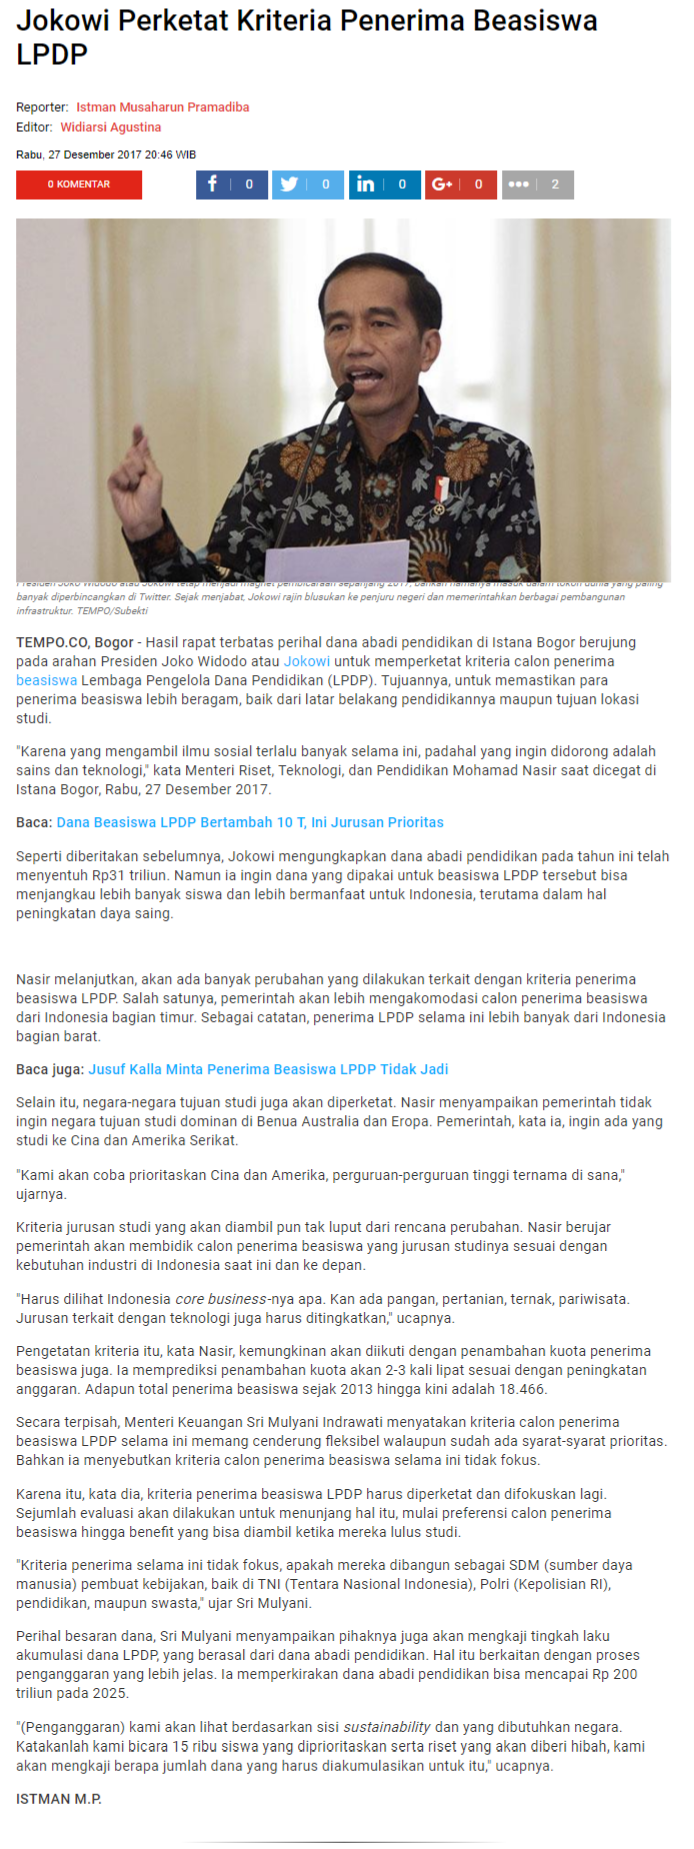 Jokowi Perketat Kriteria Penerima Beasiswa
LPDP
Reporter: Istman Musaharun Pramadiba
Editor: Widiarsi Agustina
Rabu, 27 Desember 2017 20:46 WIB
0 KOMENTAR
f 0
0
in 0
G+ 0
••• 2
Presiden Joko Widodo atau Jokowi tetap menjadi magnet pembicaraan sepanjang 2017, bahkan namanya masuk dalam tokoh dunia yang paling
banyak diperbincangkan di Twitter. Sejak menjabat, Jokowi rajin blusukan ke penjuru negeri dan memerintahkan berbagai pembangunan
infraatruktur. TEMPO/Subekti
TEMPO.CO, Bogor - Hasil rapat terbatas perihal dana abadi pendidikan di Istana Bogor berujung
pada arahan Presiden Joko Widodo atau Jokowi untuk memperketat kriteria calon penerima
beasiswa Lembaga Pengelola Dana Pendidikan (LPDP). Tujuannya, untuk memastikan para
penerima beasiswa lebih beragam, baik dari latar belakang pendidikannya maupun tujuan lokasi
studi.
"Karena yang mengambil ilmu sosial terlalu banyak selama ini, padahal yang ingin didorong adalah
sains dan teknologi," kata Menteri Riset, Teknologi, dan Pendidikan Mohamad Nasir saat dicegat di
Istana Bogor, Rabu, 27 Desember 2017.
Baca: Dana Beasiswa LPDP Bertambah 10 T, Ini Jurusan Prioritas
Seperti diberitakan sebelumnya, Jokowi mengungkapkan dana abadi pendidikan pada tahun ini telah
menyentuh Rp31 triliun. Namun ia ingin dana yang dipakai untuk beasiswa LPDP tersebut bisa
menjangkau lebih banyak siswa dan lebih bermanfaat untuk Indonesia, terutama dalam hal
peningkatan daya saing.
Nasir melanjutkan, akan ada banyak perubahan yang dilakukan terkait dengan kriteria penerima
beasiswa LPDP. Salah satunya, pemerintah akan lebih mengakomodasi calon penerima beasiswa
dari Indonesia bagian timur. Sebagai catatan, penerima LPDP selama ini lebih banyak dari Indonesia
bagian barat.
Baca juga: Jusuf Kalla Minta Penerima Beasiswa LPDP Tidak Jadi
Selain itu, negara-negara tujuan studi juga akan diperketat. Nasir menyampaikan pemerintah tidak
ingin negara tujuan studi dominan di Benua Australia dan Eropa. Pemerintah, kata ia, ingin ada yang
studi ke Cina dan Amerika Serikat.
"Kami akan coba prioritaskan Cina dan Amerika, perguruan-perguruan tinggi ternama di sana,"
ujarnya.
Kriteria jurusan studi yang akan diambil pun tak luput dari rencana perubahan. Nasir berujar
pemerintah akan membidik calon penerima beasiswa yang jurusan studinya sesuai dengan
kebutuhan industri di Indonesia saat ini dan ke depan.
"Harus dilihat Indonesia core business-nya apa. Kan ada pangan, pertanian, ternak, pariwisata.
Jurusan terkait dengan teknologi juga harus ditingkatkan," ucapnya.
Pengetatan kriteria itu, kata Nasir, kemungkinan akan diikuti dengan penambahan kuota penerima
beasiswa juga. Ia memprediksi penambahan kuota akan 2-3 kali lipat sesuai dengan peningkatan
anggaran. Adapun total penerima beasiswa sejak 2013 hingga kini adalah 18.466.
Secara terpisah, Menteri Keuangan Sri Mulyani Indrawati menyatakan kriteria calon penerima
beasiswa LPDP selama ini memang cenderung fleksibel walaupun sudah ada syarat-syarat prioritas.
Bahkan ia menyebutkan kriteria calon penerima beasiswa selama ini tidak fokus.
Karena itu, kata dia, kriteria penerima beasiswa LPDP harus diperketat dan difokuskan lagi.
Sejumlah evaluasi akan dilakukan untuk menunjang hal itu, mulai preferensi calon penerima
beasiswa hingga benefit yang bisa diambil ketika mereka lulus studi.
"Kriteria penerima selama ini tidak fokus, apakah mereka dibangun sebagai SDM (sumber daya
manusia) pembuat kebijakan, baik di TNI (Tentara Nasional Indonesia), Polri (Kepolisian RI),
pendidikan, maupun swasta," ujar Sri Mulyani.
Perihal besaran dana, Sri Mulyani menyampaikan pihaknya juga akan mengkaji tingkah laku
akumulasi dana LPDP, yang berasal dari dana abadi pendidikan. Hal itu berkaitan dengan proses
penganggaran yang lebih jelas. Ia memperkirakan dana abadi pendidikan bisa mencapai Rp 200
triliun pada 2025.
"(Penganggaran) kami akan lihat berdasarkan sisi sustainability dan yang dibutuhkan negara.
Katakanlah kami bicara 15 ribu siswa yang diprioritaskan serta riset yang akan diberi hibah, kami
akan mengkaji berapa jumlah dana yang harus diakumulasikan untuk itu," ucapnya.
ISTMAN M.P.